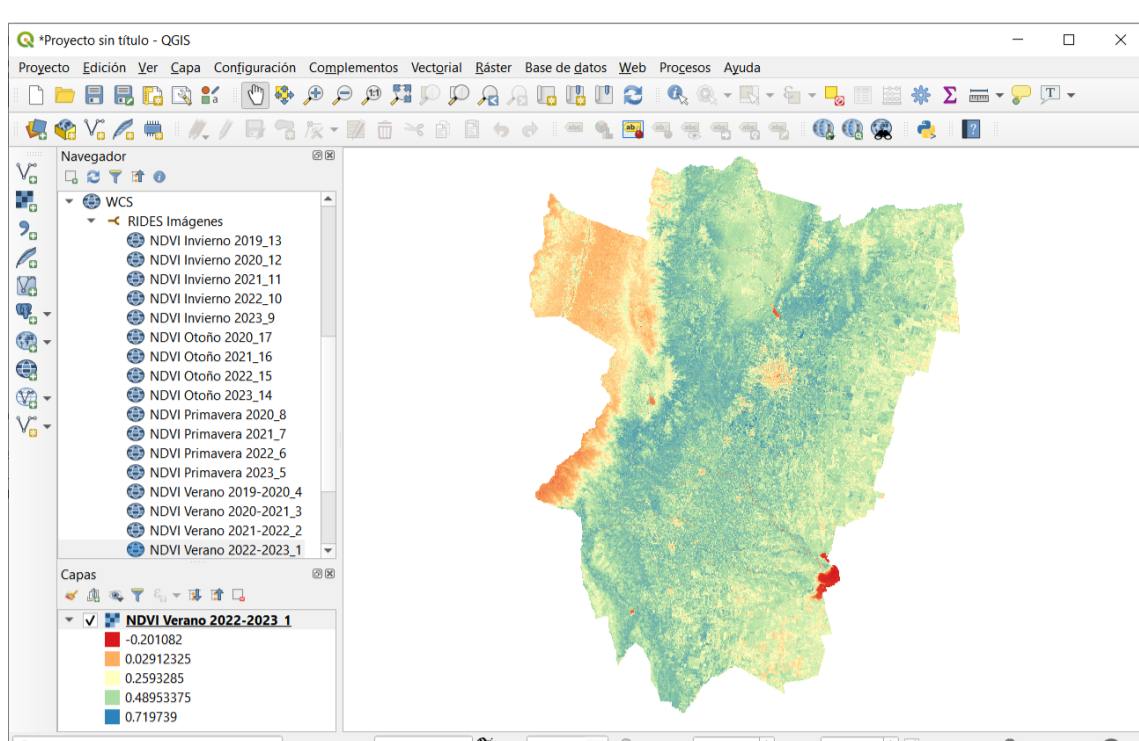 *Proyecto sin título - QGIS
Proyecto Edición Ver Capa Configuración Complementos Vectorial Ráster Base de datos Web Procesos Ayuda
Navegador
WCS
RIDES Imágenes
NDVI Invierno 2019_13
NDVI Invierno 2020_12
NDVI Invierno 2021_11
NDVI Invierno 2022_10
NDVI Invierno 2023_9
NDVI Otoño 2020_17
NDVI Otoño 2021_16
NDVI Otoño 2022_15
NDVI Otoño 2023_14
NDVI Primavera 2020_8
NDVI Primavera 2021_7
NDVI Primavera 2022_6
NDVI Primavera 2023_5
NDVI Verano 2019-2020_4
NDVI Verano 2020-2021_3
NDVI Verano 2021-2022_2
NDVI Verano 2022-2023_1
Capas
NDVI Verano 2022-2023_1
-0.201082
0.02912325
0.2593285
0.48953375
0.719739